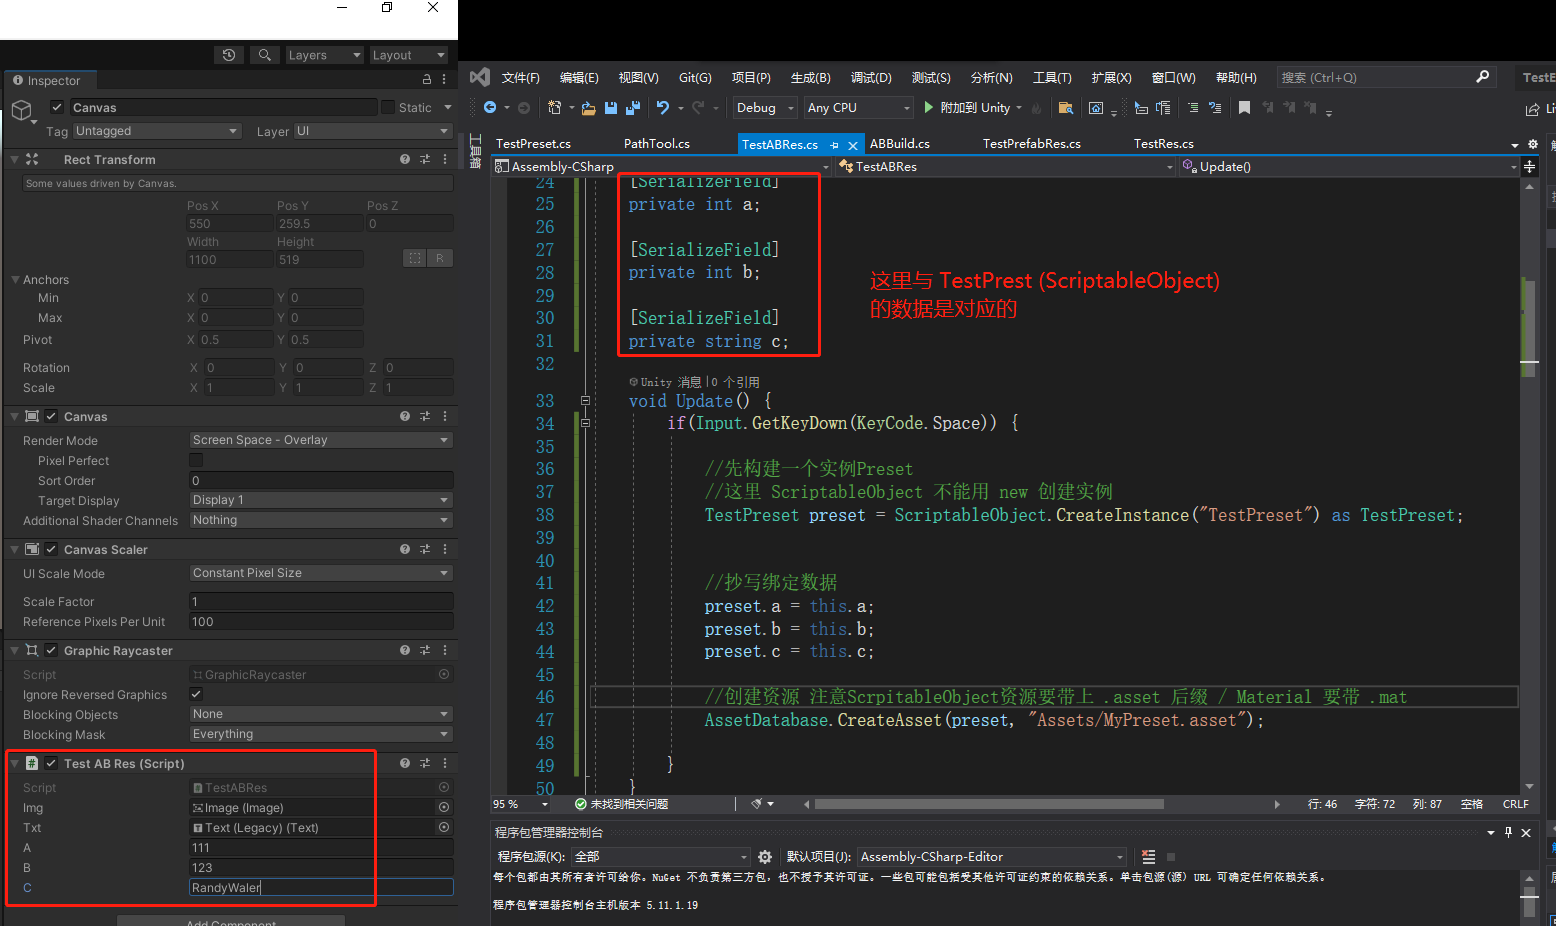 Layers
Layout
Inspector
Canvas
Static
Tag
Untagged
Layer
UI
Rect Transform
Some values driven by Canvas.
Pos X
Pos Y
Pos Z
550
259.5
0
Width
Height
1100
519
R
Anchors
Min
X 0
Y 0
Max
X 0
Y 0
Pivot
X 0.5
Y 0.5
Rotation
X 0
Y 0
Z 0
Scale
X 1
Y 1
Z 1
Canvas
Render Mode
Screen Space - Overlay
Pixel Perfect
Sort Order
0
Target Display
Display 1
Additional Shader Channels
Nothing
Canvas Scaler
UI Scale Mode
Constant Pixel Size
Scale Factor
1
Reference Pixels Per Unit
100
Graphic Raycaster
Script
GraphicRaycaster
Ignore Reversed Graphics
Blocking Objects
None
Blocking Mask
Everything
# Test AB Res (Script)
Script
TestABRes
Img
Image (Image)
Txt
Text (Legacy) (Text)
A
111
B
123
C
RandyWaler
Add Component
文件(F) 编辑(E) 视图(V) Git(G) 项目(P) 生成(B) 调试(D) 测试(S) 分析(N) 工具(T) 扩展(X) 窗口(W) 帮助(H)
搜索 (Ctrl+Q)
TestE
Debug
Any CPU
附加到 Unity
Li
工具箱
TestPreset.cs
PathTool.cs
TestABRes.cs
ABBuild.cs
TestPrefabRes.cs
TestRes.cs
Assembly-CSharp
TestABRes
Update()
24 [SerializeField]
25 private int a;
26
27 [SerializeField]
28 private int b;
29
30 [SerializeField]
31 private string c;
32
这里与 TestPrest (ScriptableObject)
的数据是对应的
Unity 消息|0 个引用
33 void Update() {
34 if(Input.GetKeyDown(KeyCode.Space)) {
35
36 //先构建一个实例Preset
37 //这里 ScriptableObject 不能用 new 创建实例
38 TestPreset preset = ScriptableObject.CreateInstance("TestPreset") as TestPreset;
39
40
41 //抄写绑定数据
42 preset.a = this.a;
43 preset.b = this.b;
44 preset.c = this.c;
45
46 //创建资源 注意ScrpitableObject资源要带上 .asset 后缀 / Material 要带 .mat
47 AssetDatabase.CreateAsset(preset, "Assets/MyPreset.asset");
48
49 }
50 }
95 %
未找到相关问题
行: 46
字符: 72
列: 87
空格
CRLF
程序包管理器控制台
程序包源(K): 全部
默认项目(J): Assembly-CSharp-Editor
每个包都由其所有者许可给你。NuGet 不负责第三方包，也不授予其许可证。一些包可能包括受其他许可证约束的依赖关系。单击包源(源) URL 可确定任何依赖关系。
程序包管理器控制台主机版本 5.11.1.19